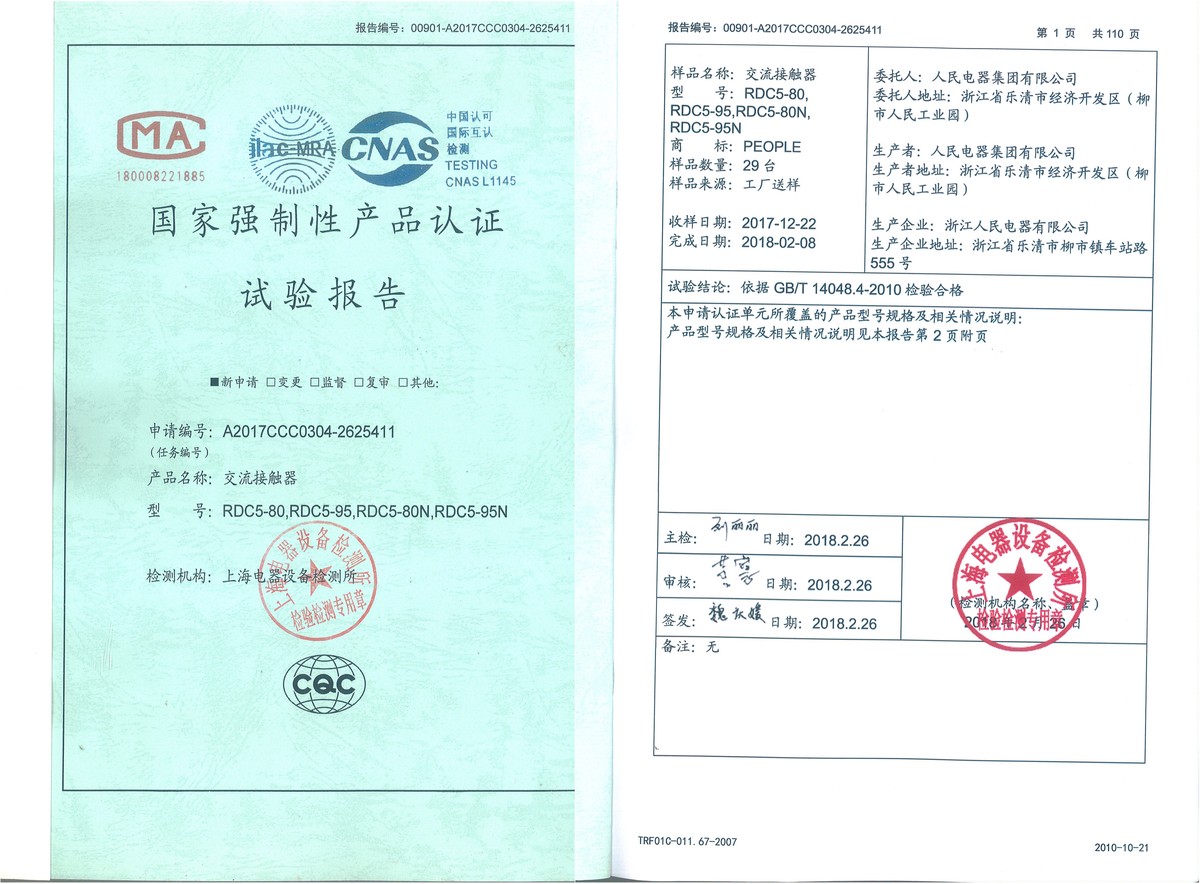 报告编号：00901-A2017CCC0304-2625411
MA
180008221885
ilac-MRA
CNAS
中国认可
国际互认
检测
TESTING
CNAS L1145
国家强制性产品认证
试验报告
■新申请 □变更 □监督 □复审 □其他:
申请编号：A2017CCC0304-2625411
（任务编号）
产品名称：交流接触器
型 号：RDC5-80,RDC5-95,RDC5-80N,RDC5-95N
检测机构：上海电器设备检测所
上海电器设备检测所
检验检测专用章
CQC
报告编号：00901-A2017CCC0304-2625411
第 1 页 共 110 页
样品名称：交流接触器
型 号：RDC5-80,
RDC5-95,RDC5-80N,
RDC5-95N
商 标：PEOPLE
样品数量：29 台
样品来源：工厂送样
收样日期：2017-12-22
完成日期：2018-02-08
委托人：人民电器集团有限公司
委托人地址：浙江省乐清市经济开发区（柳
市人民工业园）
生产者：人民电器集团有限公司
生产者地址：浙江省乐清市经济开发区（柳
市人民工业园）
生产企业：浙江人民电器有限公司
生产企业地址：浙江省乐清市柳市镇车站路
555 号
试验结论：依据 GB/T 14048.4-2010 检验合格
本申请认证单元所覆盖的产品型号规格及相关情况说明:
产品型号规格及相关情况说明见本报告第 2 页附页
主检： 刘丽丽 日期：2018.2.26
审核： 日期：2018.2.26
签发： 日期：2018.2.26
上海电器设备检测所
检验检测专用章
（检测机构名称、盖章）
2018 年 2 月 26 日
备注：无
TRF01C-011.67-2007
2010-10-21